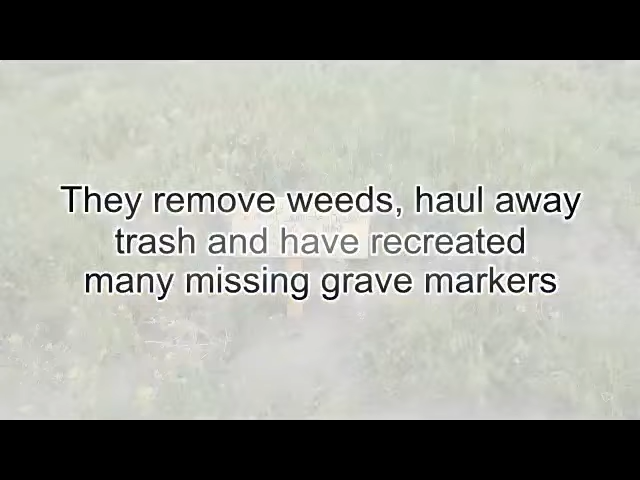 They remove weeds, haul away
trash and have recreated
many missing grave markers